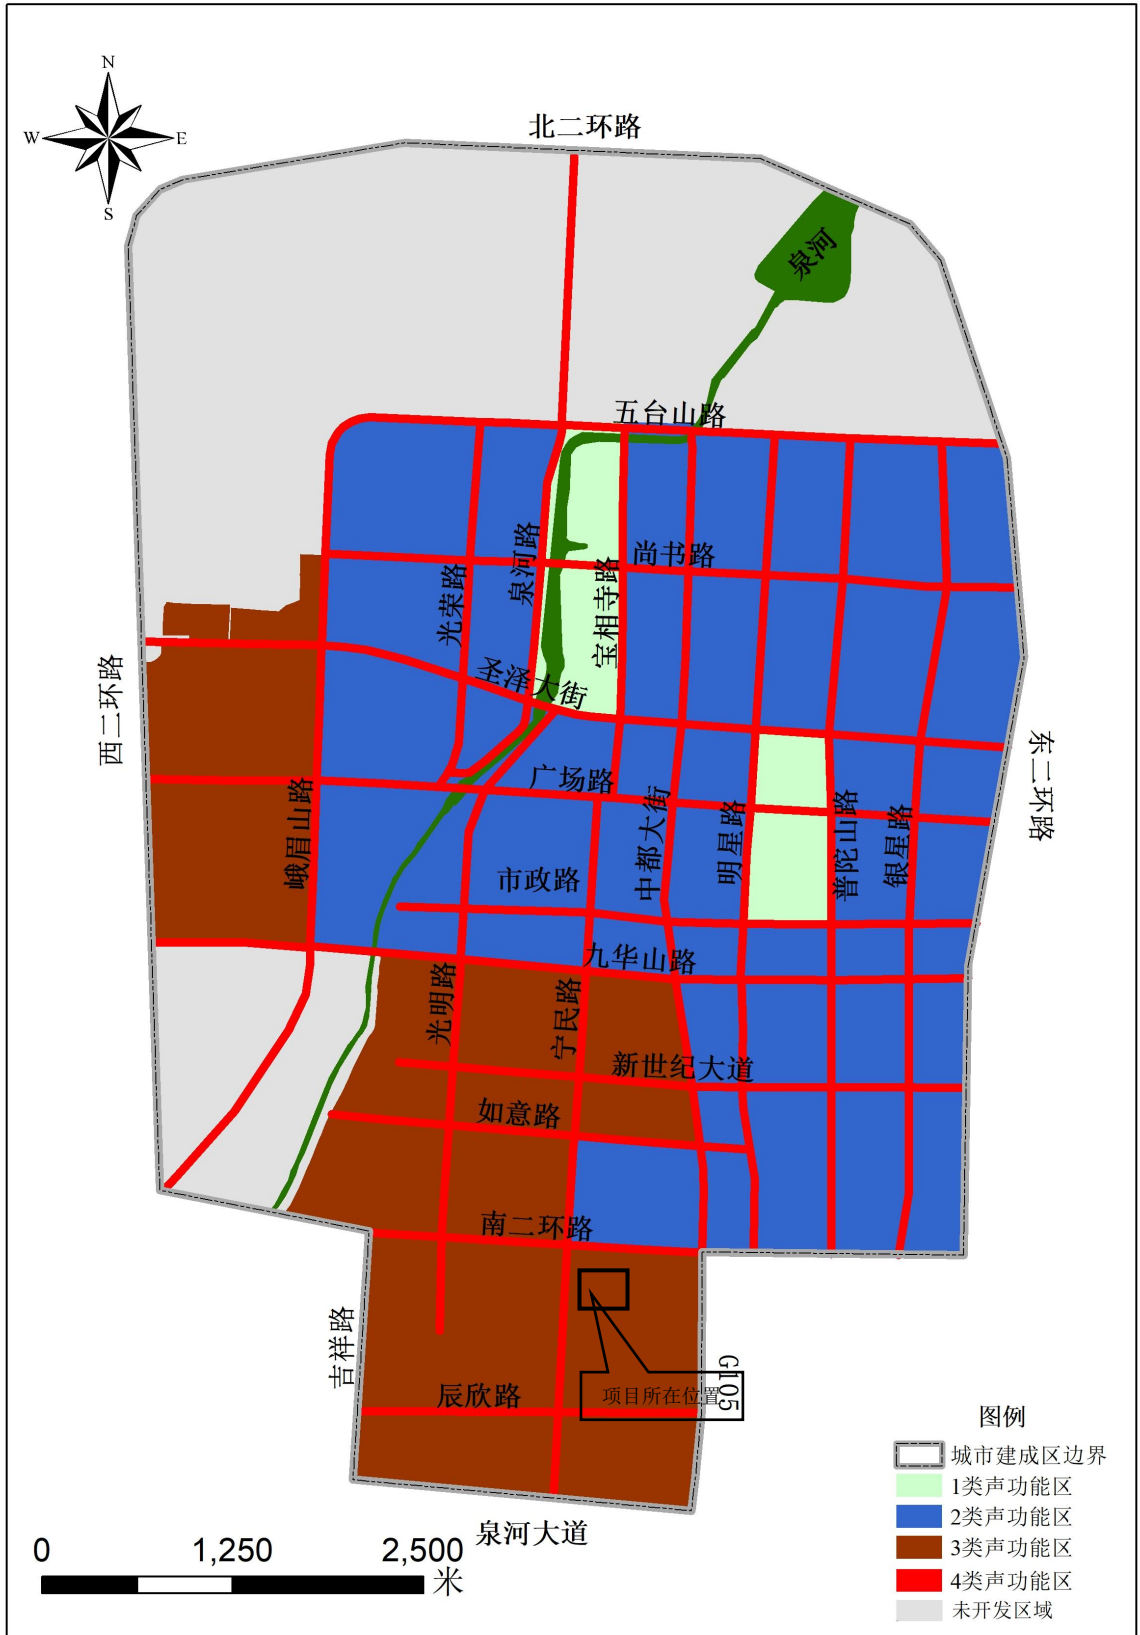 N
W
E
S
北二环路
泉河
五台山路
尚书路
泉河路
光荣路
宝相寺路
圣泽大街
西二环路
东二环路
广场路
峨眉山路
中都大街
明星路
普陀山路
银星路
市政路
九华山路
光明路
宁民路
新世纪大道
如意路
南二环路
吉祥路
G105
项目所在位置
辰欣路
泉河大道
图例
城市建成区边界
1类声功能区
2类声功能区
3类声功能区
4类声功能区
未开发区域
0 1,250 2,500
米